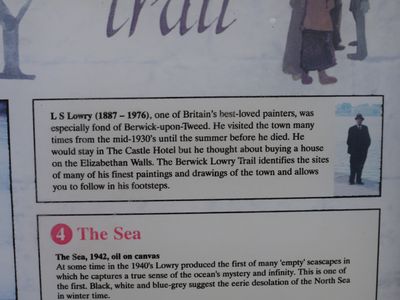 Y trail
L S Lowry (1887 – 1976), one of Britain's best-loved painters, was
especially fond of Berwick-upon-Tweed. He visited the town many
times from the mid-1930's until the summer before he died. He
would stay in The Castle Hotel but he thought about buying a house
on the Elizabethan Walls. The Berwick Lowry Trail identifies the sites
of many of his finest paintings and drawings of the town and allows
you to follow in his footsteps.
4 The Sea
The Sea, 1942, oil on canvas
At some time in the 1940's Lowry produced the first of many 'empty' seascapes in
which he captures a true sense of the ocean's mystery and infinity. This is one of
the first. Black, white and blue-grey suggest the eerie desolation of the North Sea
in winter time.